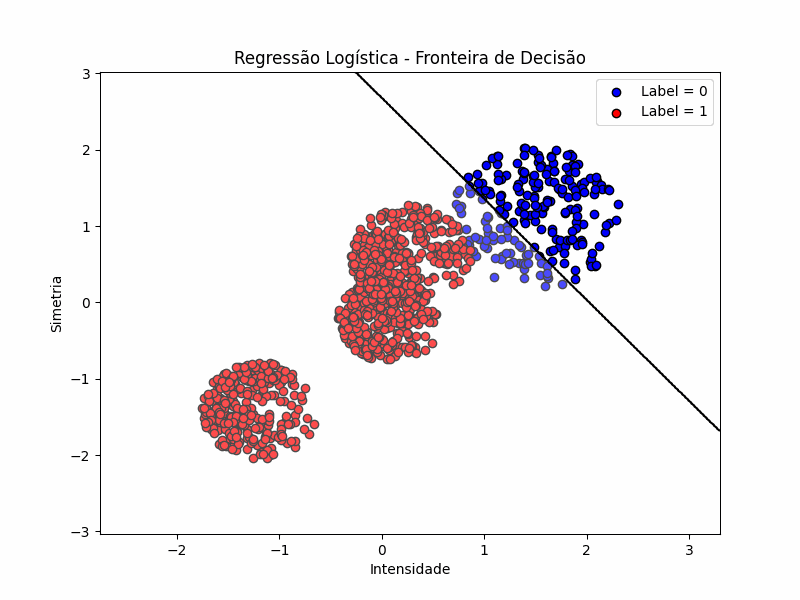 Regressão Logística - Fronteira de Decisão
Label = 0
Label = 1
3
2
1
0
−1
−2
−3
Simetria
−2
−1
0
1
2
3
Intensidade